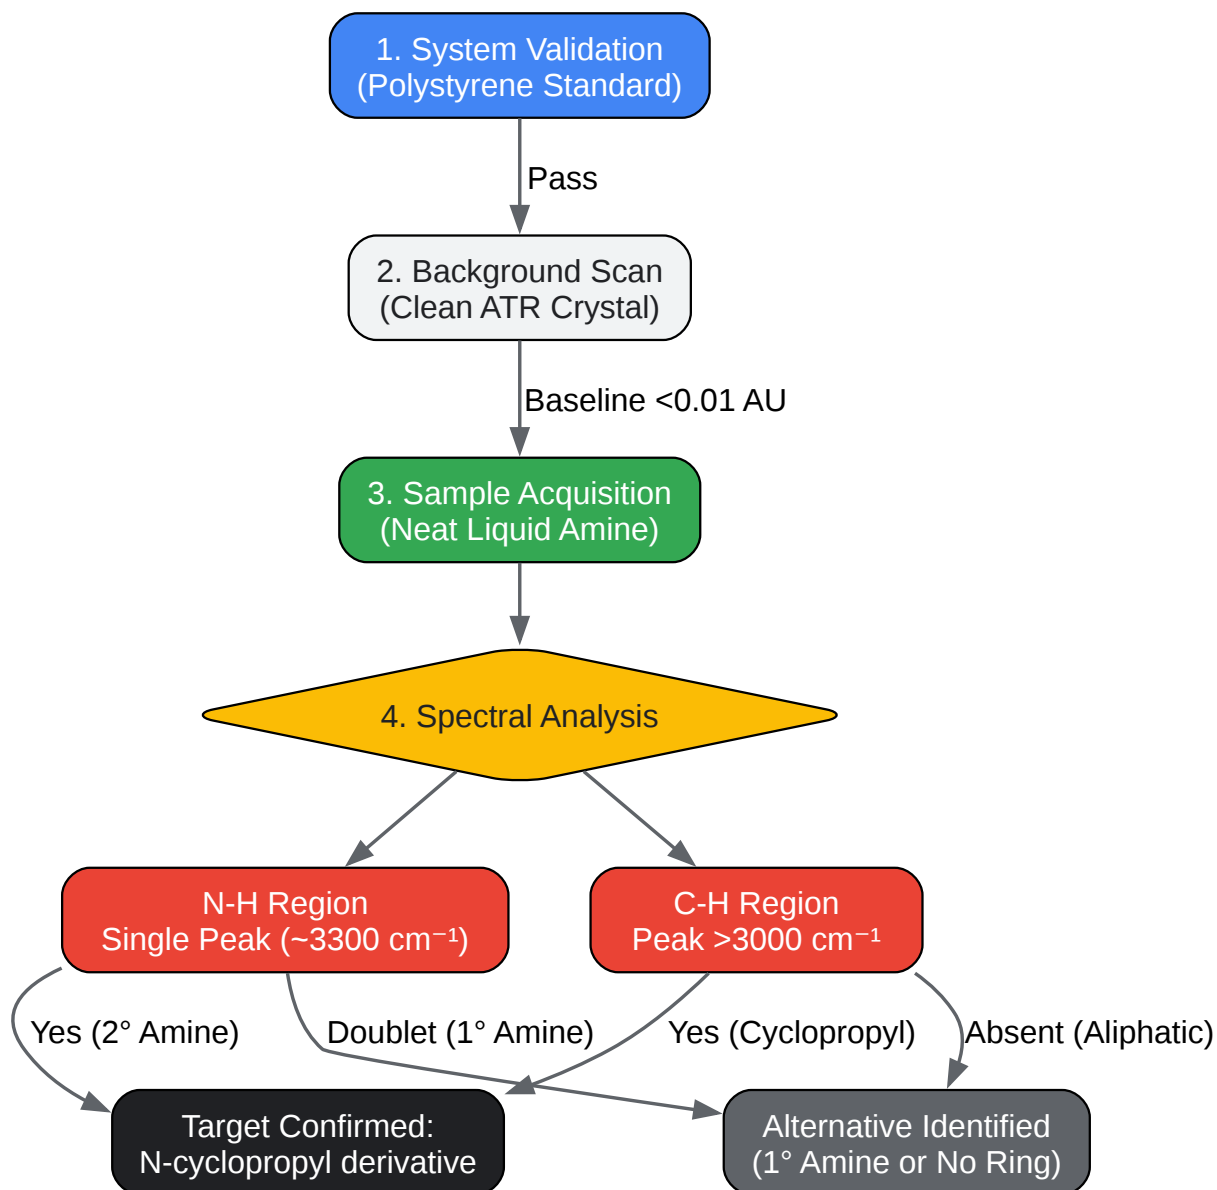 1. System Validation
(Polystyrene Standard)
Pass
2. Background Scan
(Clean ATR Crystal)
Baseline <0.01 AU
3. Sample Acquisition
(Neat Liquid Amine)
4. Spectral Analysis
N-H Region
Single Peak (~3300 cm⁻¹)
C-H Region
Peak >3000 cm⁻¹
Yes (2° Amine)
Doublet (1° Amine)
Yes (Cyclopropyl)
Absent (Aliphatic)
Target Confirmed:
N-cyclopropyl derivative
Alternative Identified
(1° Amine or No Ring)